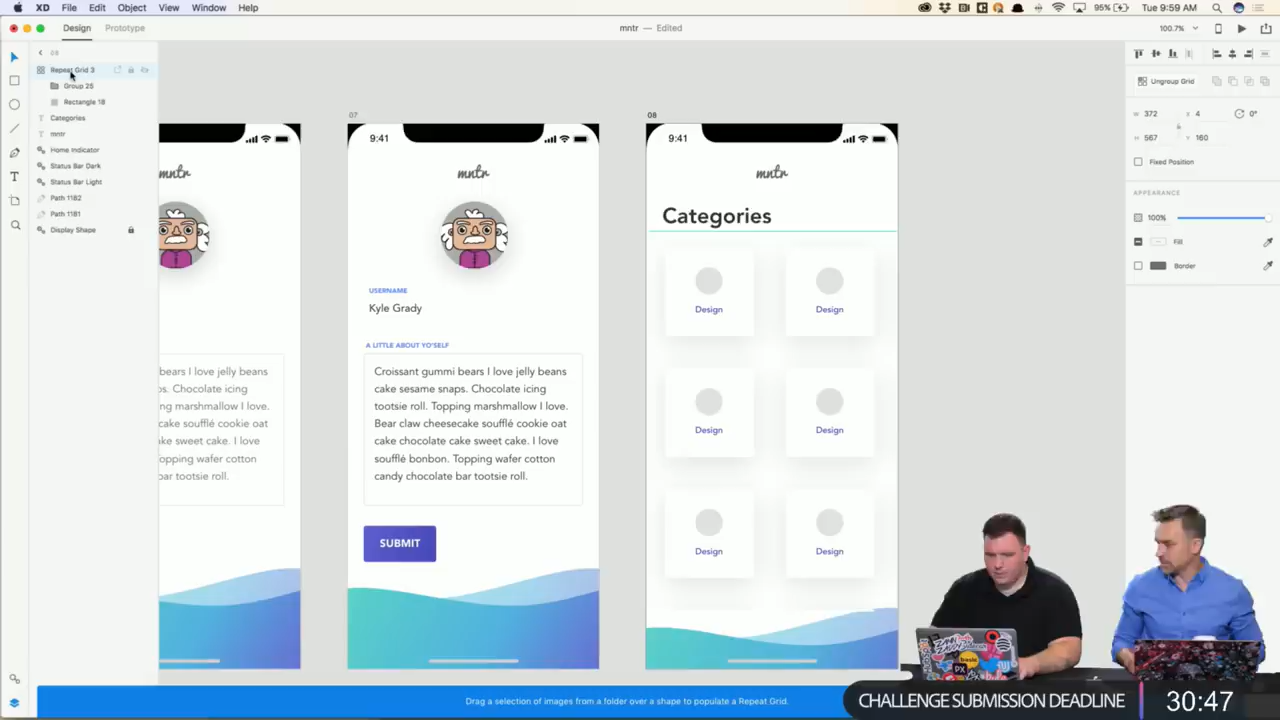 XD File Edit Object View Window Help
95% Tue 9:59 AM
Design Prototype
mntr — Edited
100.7%
08
Repeat Grid 3
Group 25
Rectangle 18
Categories
mntr
Home Indicator
Status Bar Dark
Status Bar Light
Path 1182
Path 1181
Display Shape
mntr
bears I love jelly beans
ps. Chocolate icing
ng marshmallow I love.
cake soufflé cookie oat
ake sweet cake. I love
Topping wafer cotton
bar tootsie roll.
07
9:41
mntr
USERNAME
Kyle Grady
A LITTLE ABOUT YO'SELF
Croissant gummi bears I love jelly beans
cake sesame snaps. Chocolate icing
tootsie roll. Topping marshmallow I love.
Bear claw cheesecake soufflé cookie oat
cake chocolate cake sweet cake. I love
soufflé bonbon. Topping wafer cotton
candy chocolate bar tootsie roll.
SUBMIT
08
9:41
mntr
Categories
Design Design
Design Design
Design Design
Ungroup Grid
W 372 X 4 0°
H 567 Y 160
Fixed Position
APPEARANCE
100%
Fill
Border
Drag a selection of images from a folder over a shape to populate a Repeat Grid.
CHALLENGE SUBMISSION DEADLINE 30:47